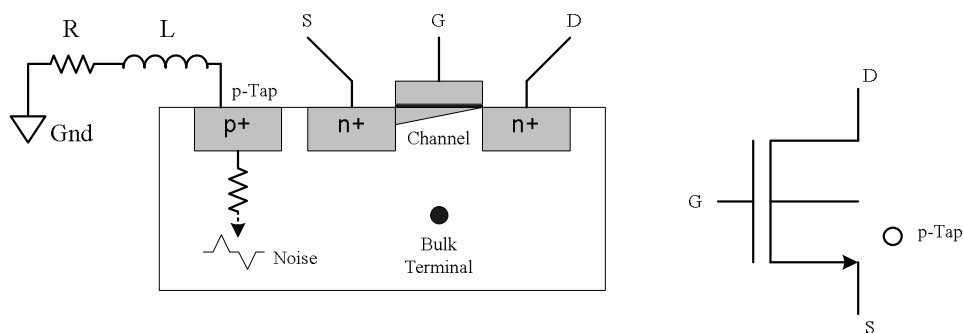 S
G
D
R
L
p-Tap
Gnd
p+
n+
n+
Channel
Noise
Bulk
Terminal
D
G
p-Tap
S